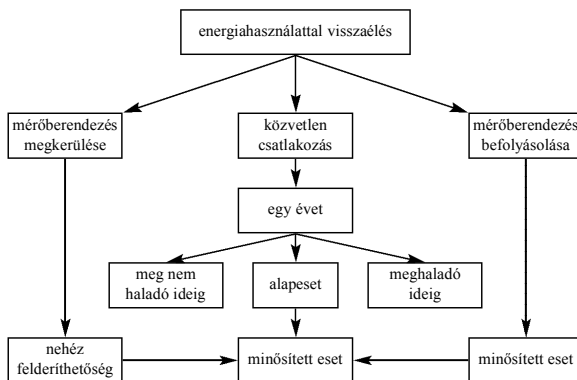 energiahasználattal visszaélés
mérőberendezés
megkerülése
közvetlen
csatlakozás
mérőberendezés
befolyásolása
egy évet
meg nem
haladó ideig
alapeset
meghaladó
ideig
nehéz
felderíthetőség
minősített eset
minősített eset